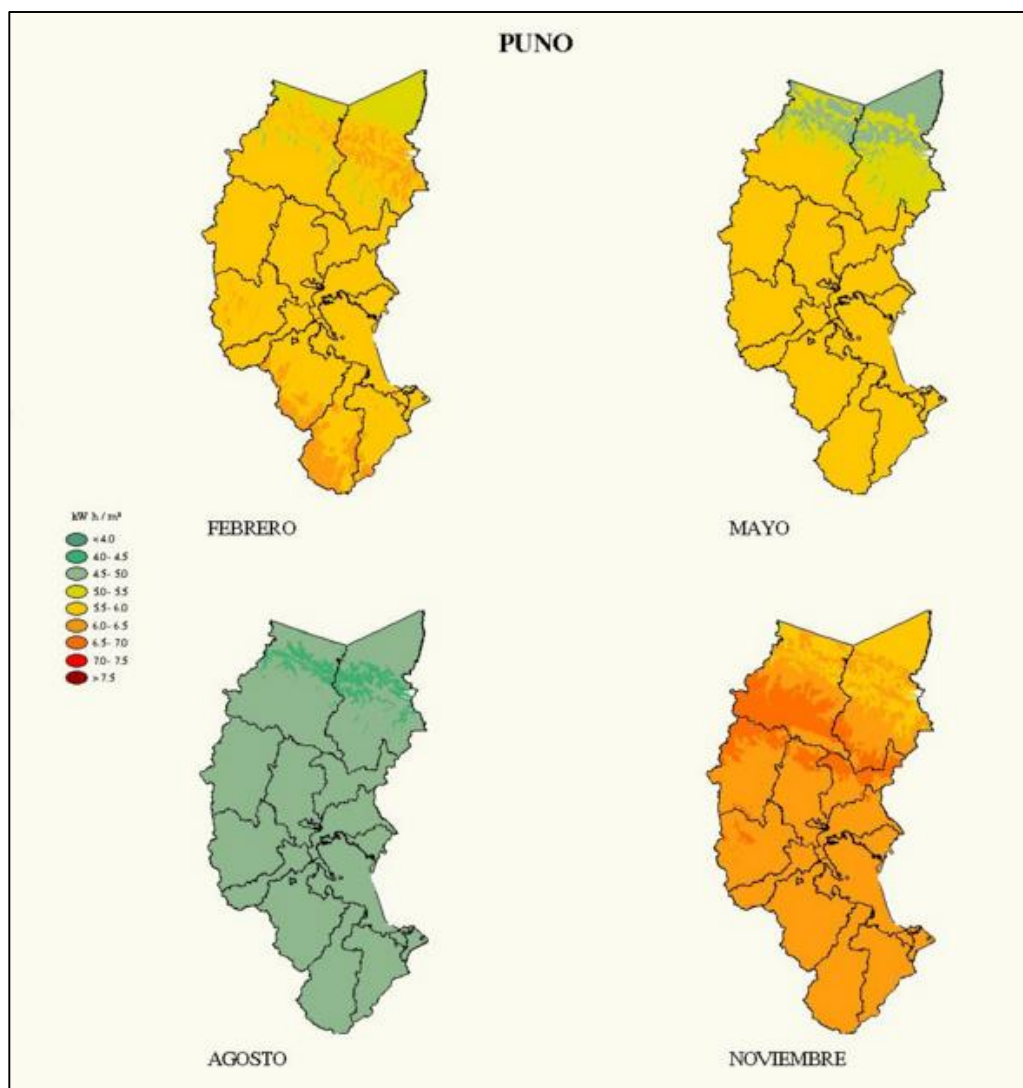 PUNO
FEBRERO
MAYO
kW h / m²
< 4.0
4.0 - 4.5
4.5 - 5.0
5.0 - 5.5
5.5 - 6.0
6.0 - 6.5
6.5 - 7.0
7.0 - 7.5
> 7.5
AGOSTO
NOVIEMBRE